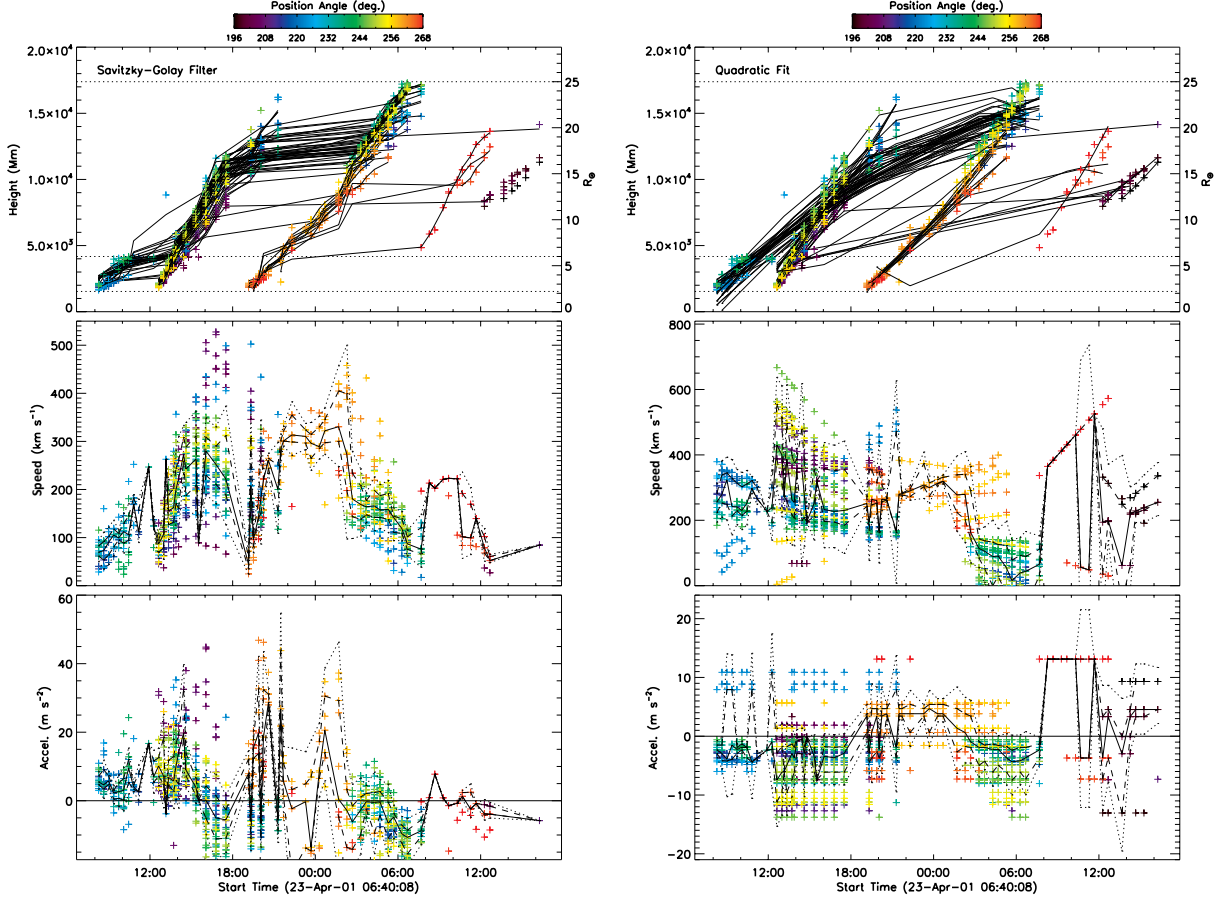 Position Angle (deg.)
196 208 220 232 244 256 268
Savitzky-Golay Filter
2.0×10⁴
1.5×10⁴
1.0×10⁴
5.0×10³
0
Height (Mm)
25
20
15
10
5
0
R⊙
500
400
300
200
100
0
Speed (km s⁻¹)
60
40
20
0
Accel. (m s⁻²)
12:00 18:00 00:00 06:00 12:00
Start Time (23-Apr-01 06:40:08)
Position Angle (deg.)
196 208 220 232 244 256 268
Quadratic Fit
2.0×10⁴
1.5×10⁴
1.0×10⁴
5.0×10³
0
Height (Mm)
25
20
15
10
5
0
R⊙
800
600
400
200
0
Speed (km s⁻¹)
20
10
0
−10
−20
Accel. (m s⁻²)
12:00 18:00 00:00 06:00 12:00
Start Time (23-Apr-01 06:40:08)